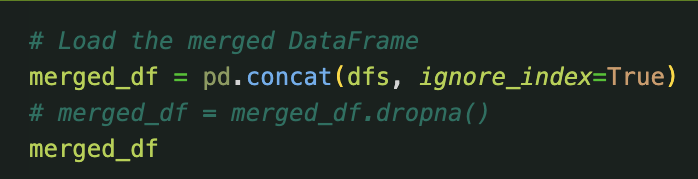 # Load the merged DataFrame
merged_df = pd.concat(dfs, ignore_index=True)
# merged_df = merged_df.dropna()
merged_df